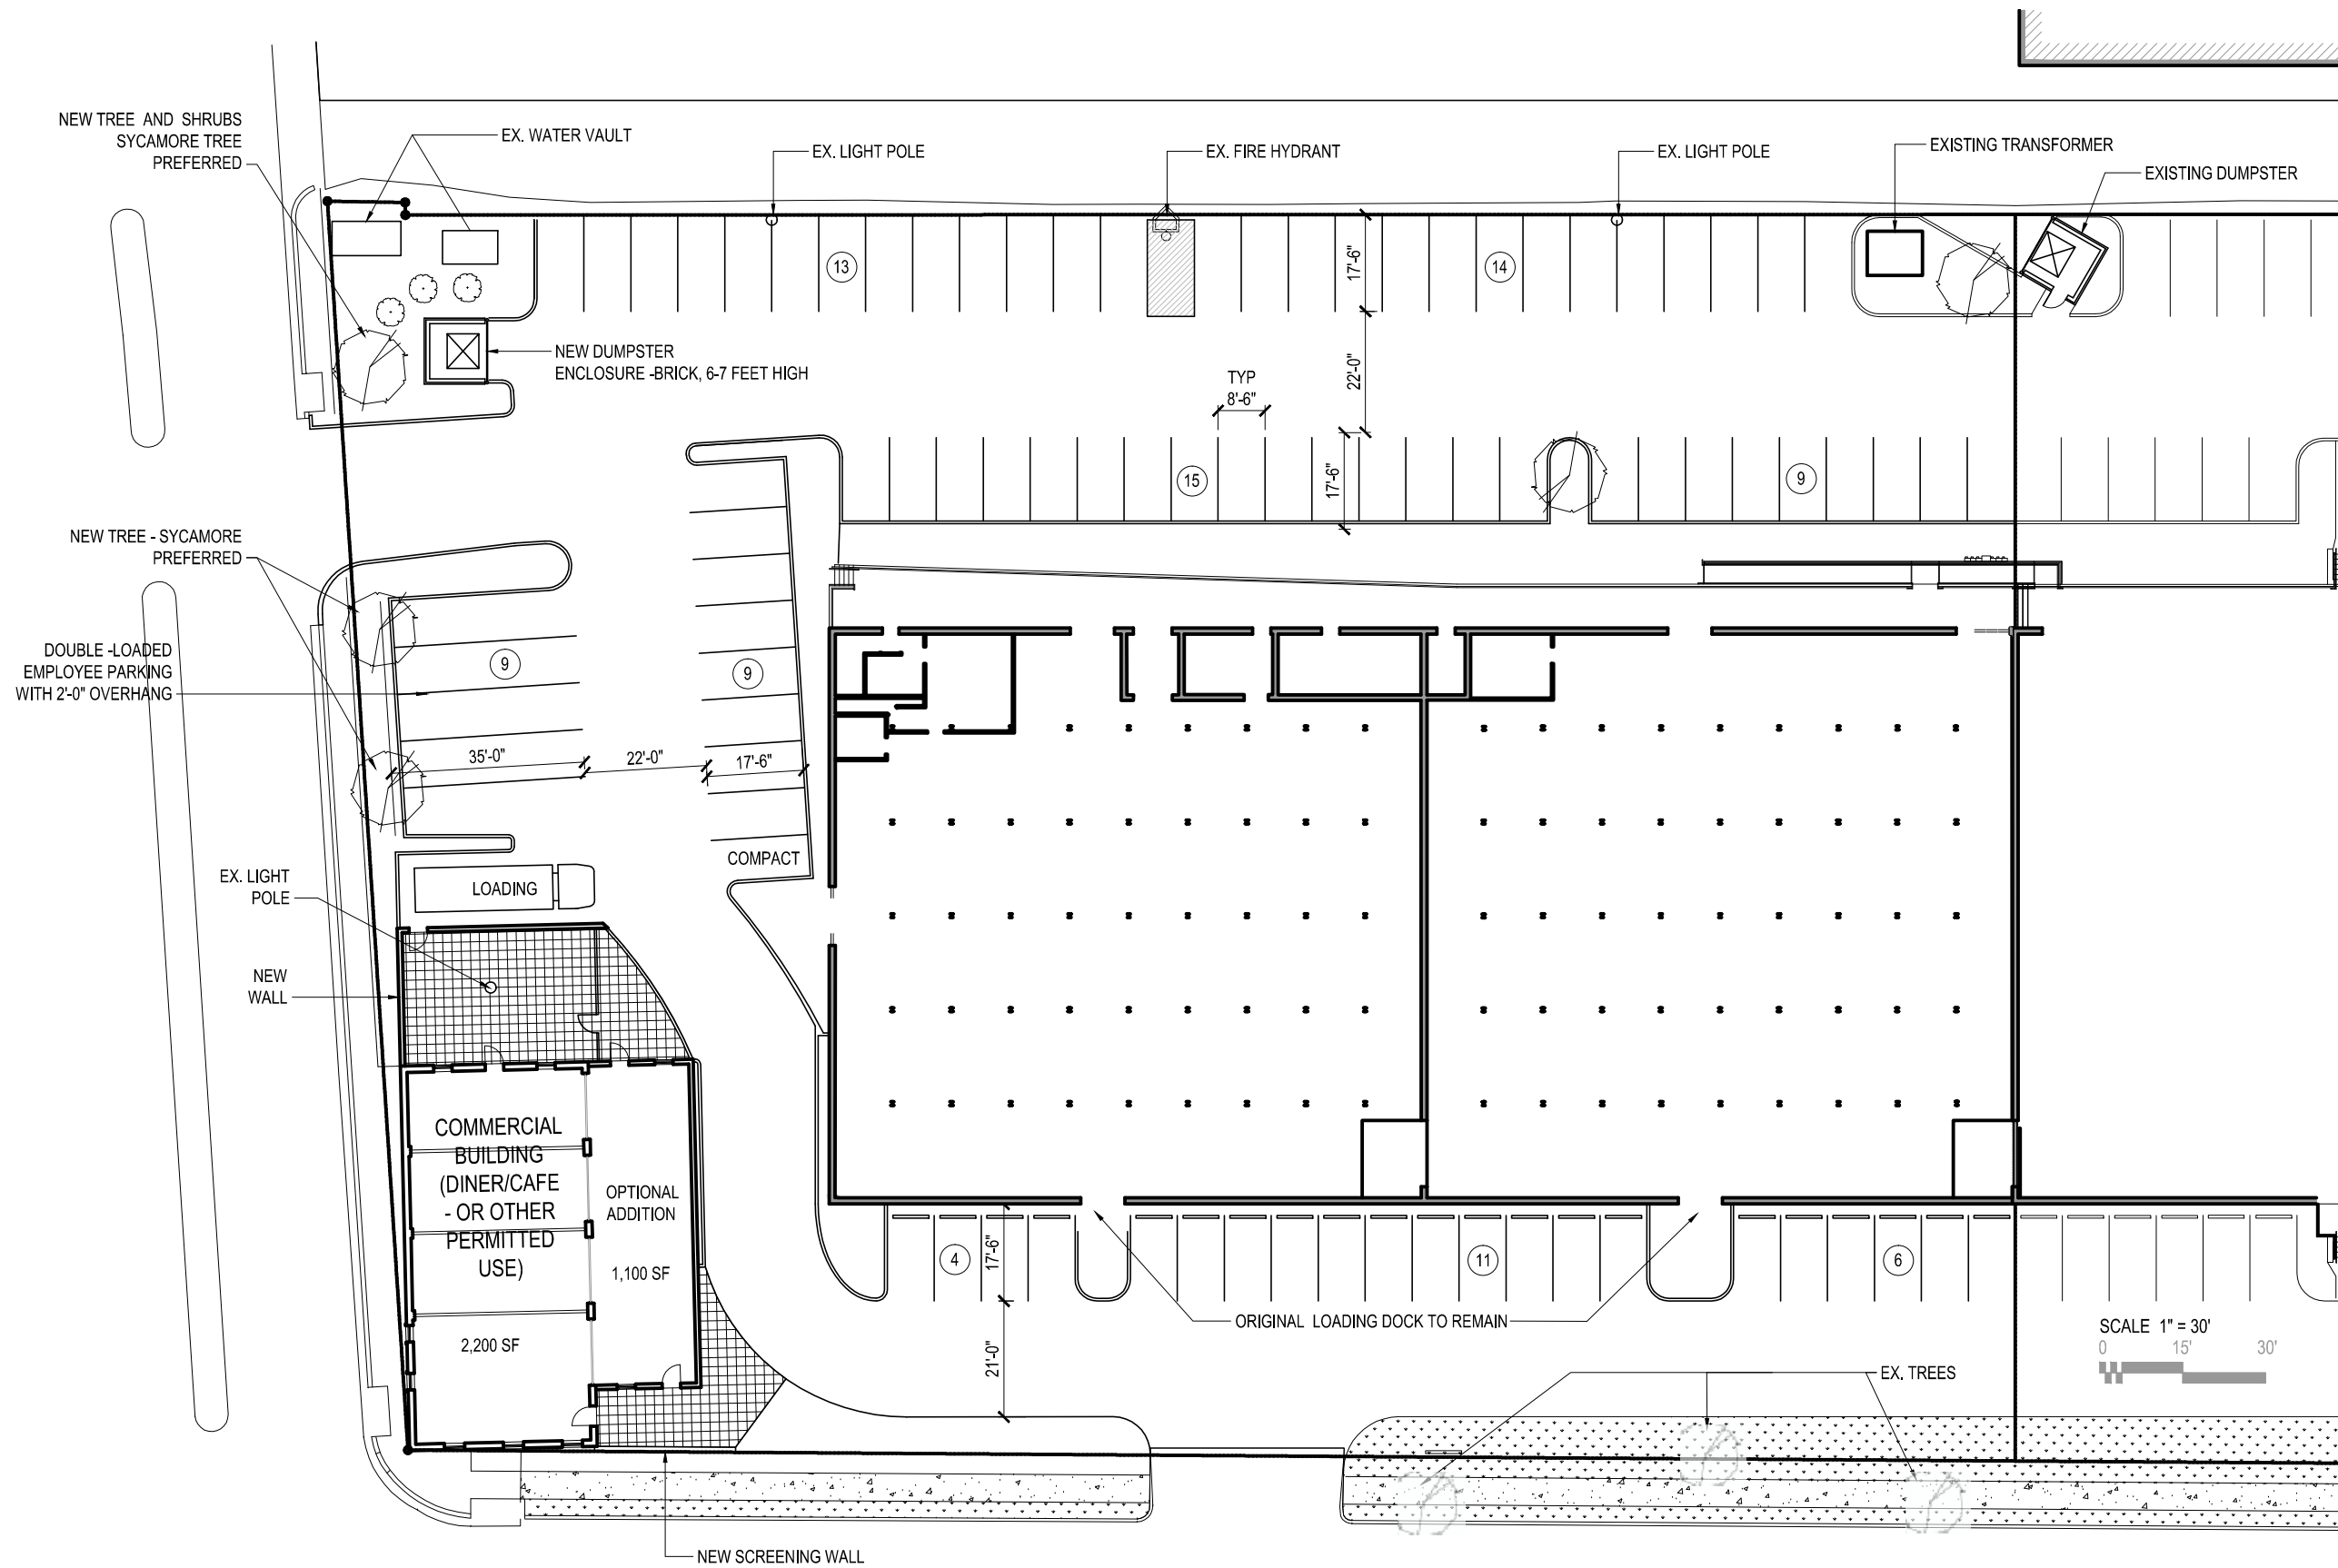 NEW TREE AND SHRUBS
SYCAMORE TREE
PREFERRED
EX. WATER VAULT
EX. LIGHT POLE
EX. FIRE HYDRANT
EX. LIGHT POLE
EXISTING TRANSFORMER
EXISTING DUMPSTER
13
14
17'-6"
NEW DUMPSTER
ENCLOSURE -BRICK, 6-7 FEET HIGH
22'-0"
TYP
8'-6"
15
17'-6"
9
NEW TREE - SYCAMORE
PREFERRED
DOUBLE -LOADED
EMPLOYEE PARKING
WITH 2'-0" OVERHANG
9
9
35'-0"
22'-0"
17'-6"
COMPACT
EX. LIGHT
POLE
LOADING
NEW
WALL
COMMERCIAL
BUILDING
(DINER/CAFE
- OR OTHER
PERMITTED
USE)
2,200 SF
OPTIONAL
ADDITION
1,100 SF
4
17'-6"
11
6
ORIGINAL LOADING DOCK TO REMAIN
21'-0"
SCALE 1" = 30'
0 15' 30'
EX. TREES
NEW SCREENING WALL